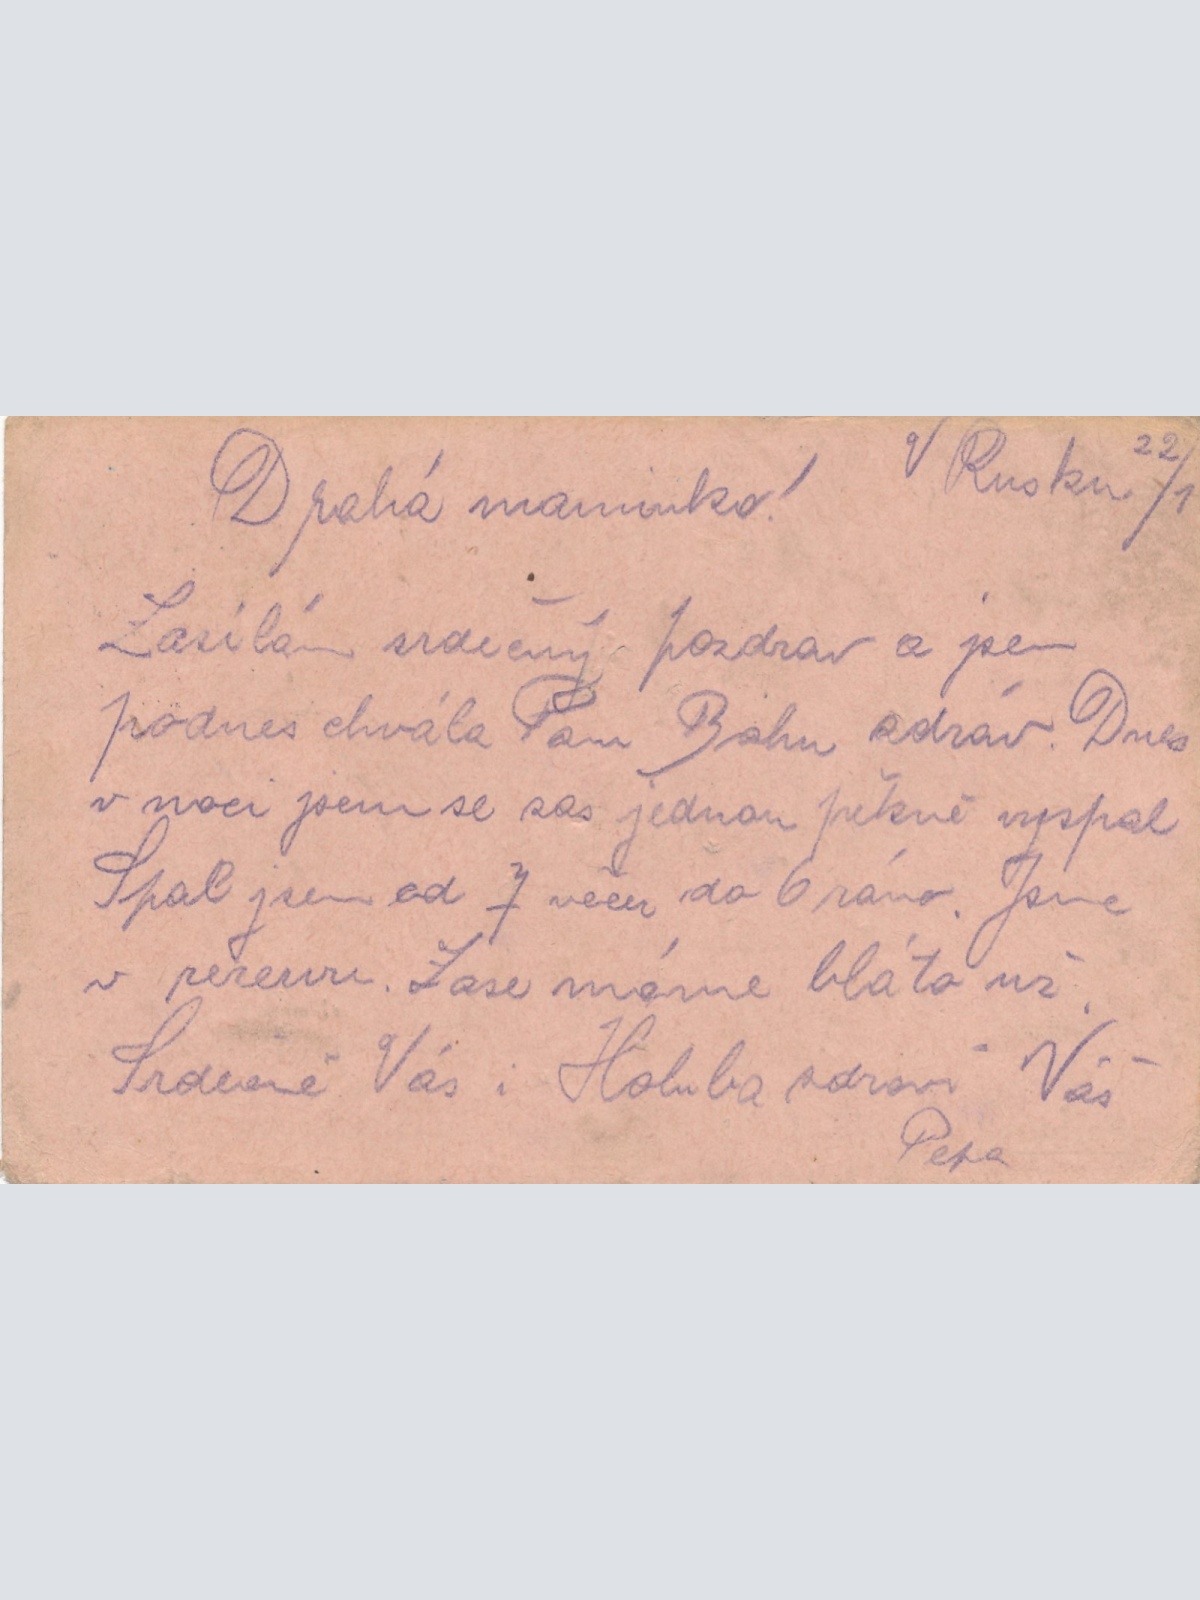 V Rusku 22/1
Drahá maminko!
Zasílám srdečný pozdrav a jsem
podnes chvála Pánu Bohu zdráv. Dnes
v noci jsem se zas jednou pěkně vyspal
Spal jsem od 7 večer do 6 ráno. Jsme
v reservi. Zase máme bláto už.
Srdečně Vás i Holuba zdraví Váš
Pepa